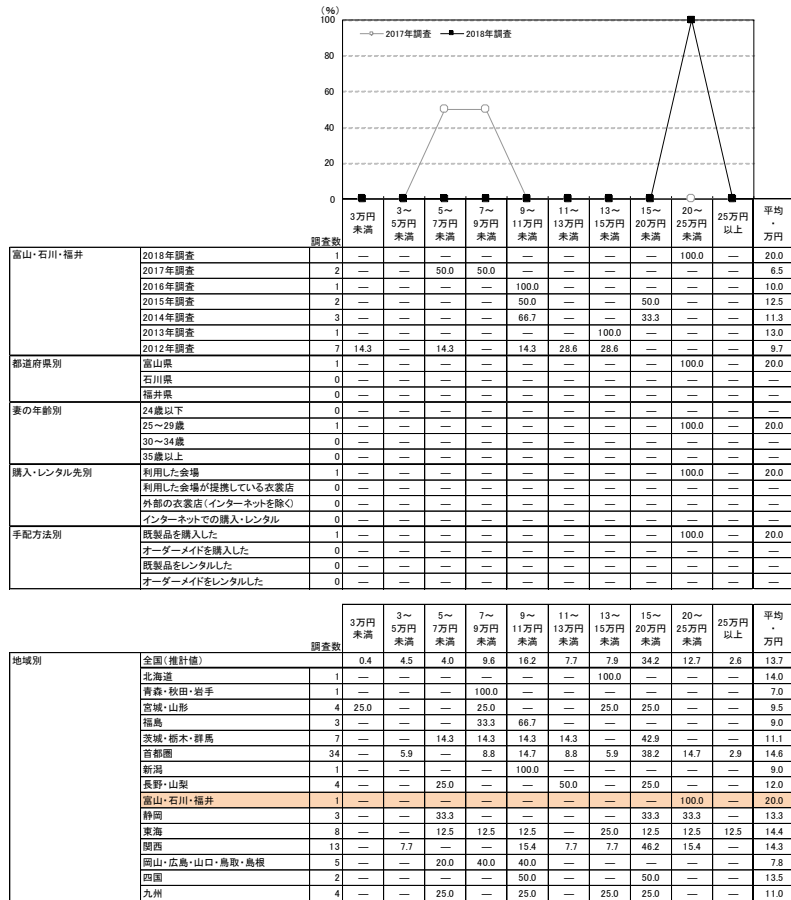 (%)
100
80
60
40
20
0
2017年調査 2018年調査
調査数 3万円未満 3～5万円未満 5～7万円未満 7～9万円未満 9～11万円未満 11～13万円未満 13～15万円未満 15～20万円未満 20～25万円未満 25万円以上 平均・万円
富山・石川・福井 2018年調査 1 ― ― ― ― ― ― ― ― 100.0 ― 20.0
2017年調査 2 ― ― 50.0 50.0 ― ― ― ― ― ― 6.5
2016年調査 1 ― ― ― ― 100.0 ― ― ― ― ― 10.0
2015年調査 2 ― ― ― ― 50.0 ― ― 50.0 ― ― 12.5
2014年調査 3 ― ― ― ― 66.7 ― ― 33.3 ― ― 11.3
2013年調査 1 ― ― ― ― ― ― 100.0 ― ― ― 13.0
2012年調査 7 14.3 ― 14.3 ― 14.3 28.6 28.6 ― ― ― 9.7
都道府県別 富山県 1 ― ― ― ― ― ― ― ― 100.0 ― 20.0
石川県 0 ― ― ― ― ― ― ― ― ― ― ―
福井県 0 ― ― ― ― ― ― ― ― ― ― ―
妻の年齢別 24歳以下 0 ― ― ― ― ― ― ― ― ― ― ―
25～29歳 1 ― ― ― ― ― ― ― ― 100.0 ― 20.0
30～34歳 0 ― ― ― ― ― ― ― ― ― ― ―
35歳以上 0 ― ― ― ― ― ― ― ― ― ― ―
購入・レンタル先別 利用した会場 1 ― ― ― ― ― ― ― ― 100.0 ― 20.0
利用した会場が提携している衣裳店 0 ― ― ― ― ― ― ― ― ― ― ―
外部の衣裳店(インターネットを除く) 0 ― ― ― ― ― ― ― ― ― ― ―
インターネットでの購入・レンタル 0 ― ― ― ― ― ― ― ― ― ― ―
手配方法別 既製品を購入した 1 ― ― ― ― ― ― ― ― 100.0 ― 20.0
オーダーメイドを購入した 0 ― ― ― ― ― ― ― ― ― ― ―
既製品をレンタルした 0 ― ― ― ― ― ― ― ― ― ― ―
オーダーメイドをレンタルした 0 ― ― ― ― ― ― ― ― ― ― ―
調査数 3万円未満 3～5万円未満 5～7万円未満 7～9万円未満 9～11万円未満 11～13万円未満 13～15万円未満 15～20万円未満 20～25万円未満 25万円以上 平均・万円
地域別 全国(推計値) 0.4 4.5 4.0 9.6 16.2 7.7 7.9 34.2 12.7 2.6 13.7
北海道 1 ― ― ― ― ― ― 100.0 ― ― ― 14.0
青森・秋田・岩手 1 ― ― ― 100.0 ― ― ― ― ― ― 7.0
宮城・山形 4 25.0 ― ― 25.0 ― ― 25.0 25.0 ― ― 9.5
福島 3 ― ― ― 33.3 66.7 ― ― ― ― ― 9.0
茨城・栃木・群馬 7 ― ― 14.3 14.3 14.3 14.3 ― 42.9 ― ― 11.1
首都圏 34 ― 5.9 ― 8.8 14.7 8.8 5.9 38.2 14.7 2.9 14.6
新潟 1 ― ― ― ― 100.0 ― ― ― ― ― 9.0
長野・山梨 4 ― ― 25.0 ― ― 50.0 ― 25.0 ― ― 12.0
富山・石川・福井 1 ― ― ― ― ― ― ― ― 100.0 ― 20.0
静岡 3 ― ― 33.3 ― ― ― ― 33.3 33.3 ― 13.3
東海 8 ― ― 12.5 12.5 12.5 ― 25.0 12.5 12.5 12.5 14.4
関西 13 ― 7.7 ― ― 15.4 7.7 7.7 46.2 15.4 ― 14.3
岡山・広島・山口・鳥取・島根 5 ― ― 20.0 40.0 40.0 ― ― ― ― ― 7.8
四国 2 ― ― ― ― 50.0 ― ― 50.0 ― ― 13.5
九州 4 ― ― 25.0 ― 25.0 ― 25.0 25.0 ― ― 11.0